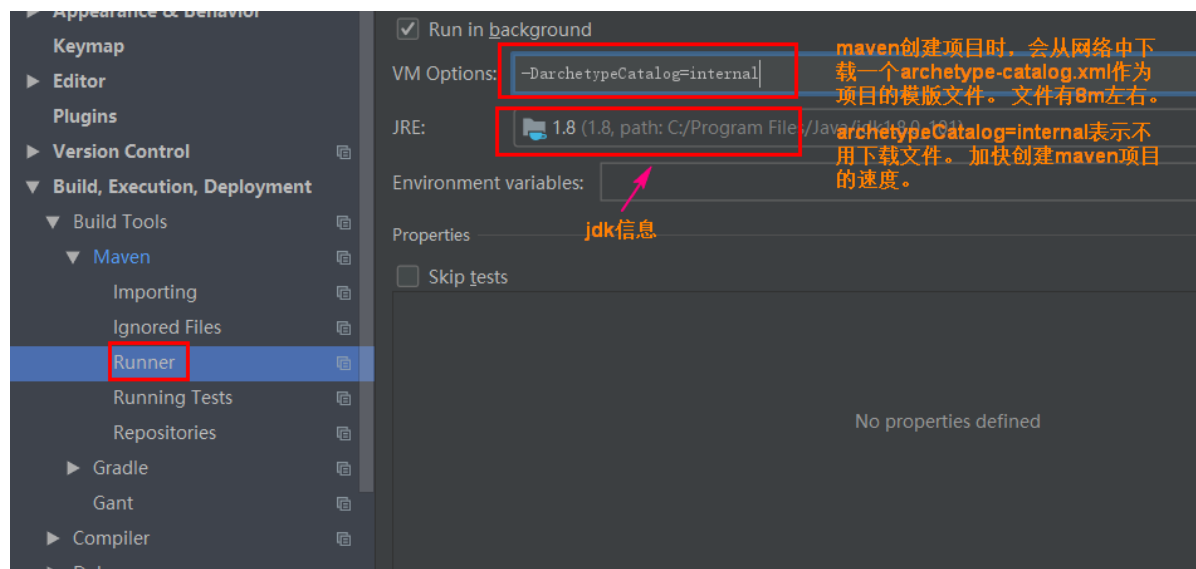 Appearance & Behavior
Keymap
Editor
Plugins
Version Control
Build, Execution, Deployment
Build Tools
Maven
Importing
Ignored Files
Runner
Running Tests
Repositories
Gradle
Gant
Compiler
Run in background
VM Options:
-DarchetypeCatalog=internal
JRE:
1.8 (1.8, path: C:/Program Files/Java/jdk1.8.0_191)
Environment variables:
Properties
Skip tests
No properties defined
jdk信息
maven创建项目时，会从网络中下
载一个archetype-catalog.xml作为
项目的模版文件。 文件有8m左右。
archetypeCatalog=internal表示不
用下载文件。 加快创建maven项目
的速度。